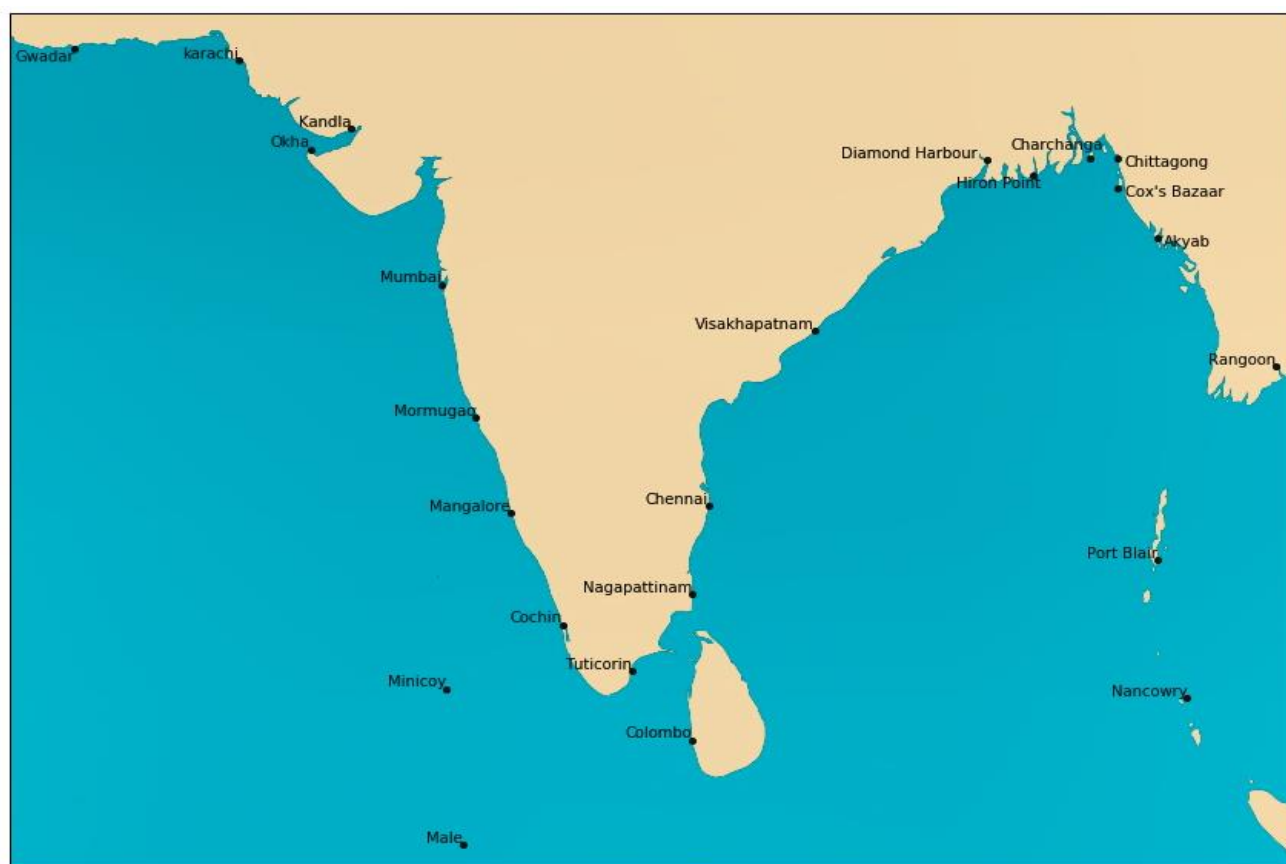 Gwadar
karachi
Kandla
Okha
Diamond Harbour
Charchanga
Chittagong
Hiron Point
Cox's Bazaar
Akyab
Mumbai
Visakhapatnam
Rangoon
Mormugao
Mangalore
Chennai
Port Blair
Nagapattinam
Cochin
Tuticorin
Minicoy
Nancowry
Colombo
Male